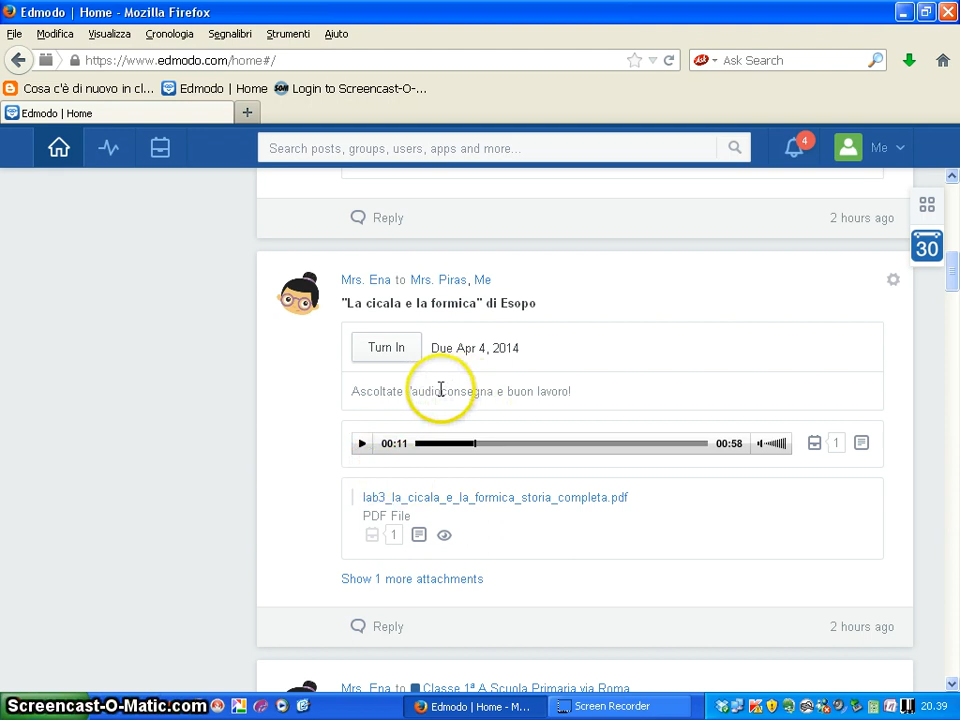 Edmodo | Home - Mozilla Firefox
File Modifica Visualizza Cronologia Segnalibri Strumenti Aiuto
https://www.edmodo.com/home#/
Ask Search
Cosa c'è di nuovo in cl... Edmodo | Home Login to Screencast-O-...
Edmodo | Home
Search posts, groups, users, apps and more...
4
Me
Reply
2 hours ago
30
Mrs. Ena to Mrs. Piras, Me
"La cicala e la formica" di Esopo
Turn In
Due Apr 4, 2014
Ascoltate l'audioconsegna e buon lavoro!
00:11
00:58
1
lab3_la_cicala_e_la_formica_storia_completa.pdf
PDF File
1
Show 1 more attachments
Reply
2 hours ago
Mrs. Ena to Classe 1ª A Scuola Primaria via Roma
Screencast-O-Matic.com
Edmodo | Home - M...
Screen Recorder
20.39